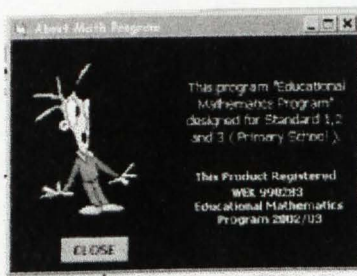 About Math Program
This program "Educational
Mathematics Program"
designed for Standard 1,2
and 3 ( Primary School ).
This Product Registered
WEK 990283
Educational Mathematics
Program 2002/03
CLOSE